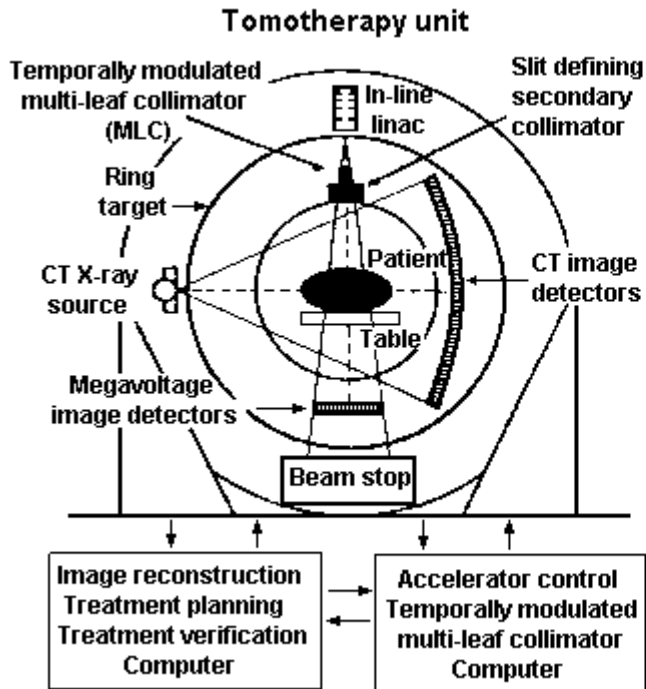 Tomotherapy unit
Temporally modulated
multi-leaf collimator
(MLC)
In-line
linac
Slit defining
secondary
collimator
Ring
target
CT X-ray
source
Patient
CT image
detectors
Table
Megavoltage
image detectors
Beam stop
Image reconstruction
Treatment planning
Treatment verification
Computer
Accelerator control
Temporally modulated
multi-leaf collimator
Computer